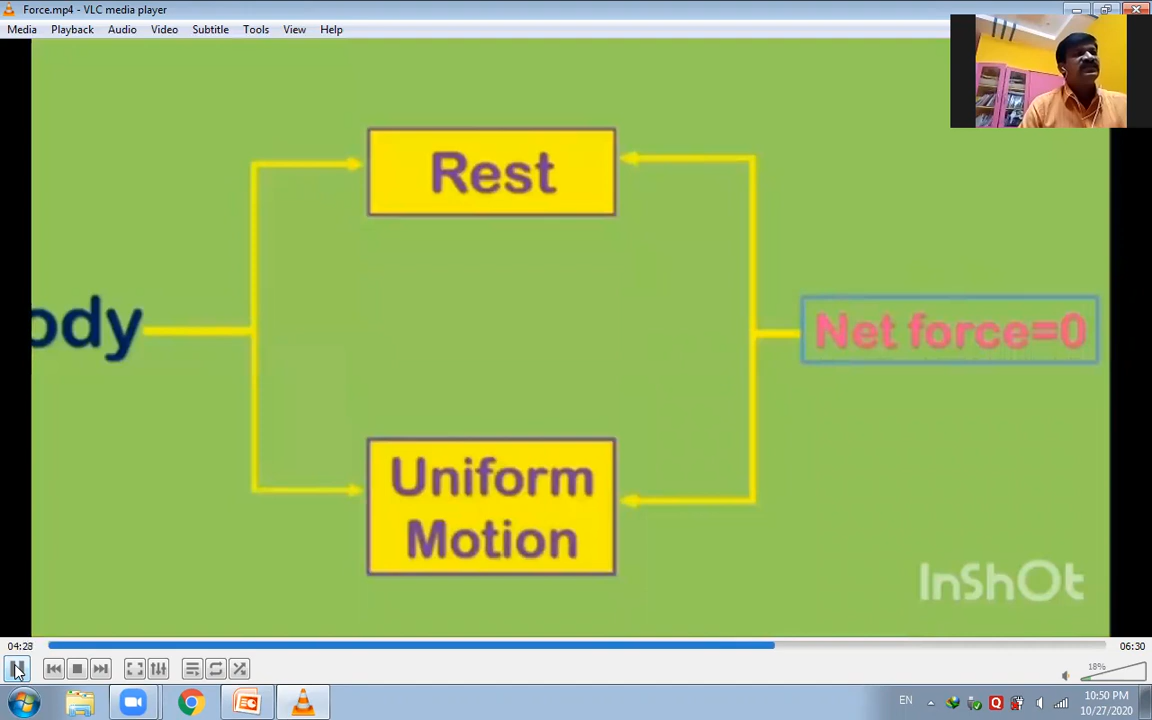 Force.mp4 - VLC media player
Media Playback Audio Video Subtitle Tools View Help
Rest
ody
Net force=0
Uniform
Motion
InShOt
04:28
06:30
18%
EN
10:50 PM
10/27/2020